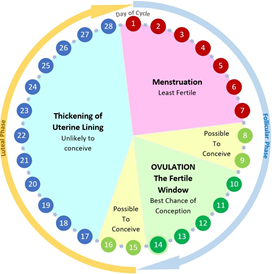 Day of Cycle
1
2
3
4
5
6
7
8
9
10
11
12
13
14
15
16
17
18
19
20
21
22
23
24
25
26
27
28
Menstruation
Least Fertile
Possible
To
Conceive
OVULATION
The Fertile
Window
Best Chance of
Conception
Possible
To
Conceive
Thickening of
Uterine Lining
Unlikely to
conceive
Luteal Phase
Follicular Phase